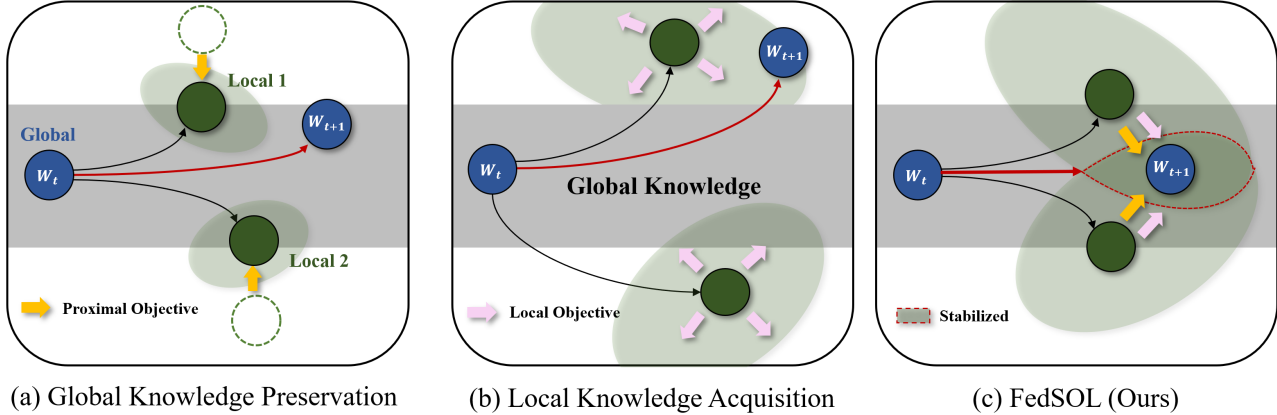 Local 1
Global
W_t
W_{t+1}
Local 2
Proximal Objective
(a) Global Knowledge Preservation
W_{t+1}
W_t
Global Knowledge
Local Objective
(b) Local Knowledge Acquisition
W_t
W_{t+1}
Stabilized
(c) FedSOL (Ours)